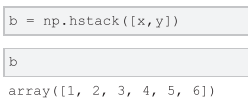 b = np.hstack([x,y])
b
array([1, 2, 3, 4, 5, 6])